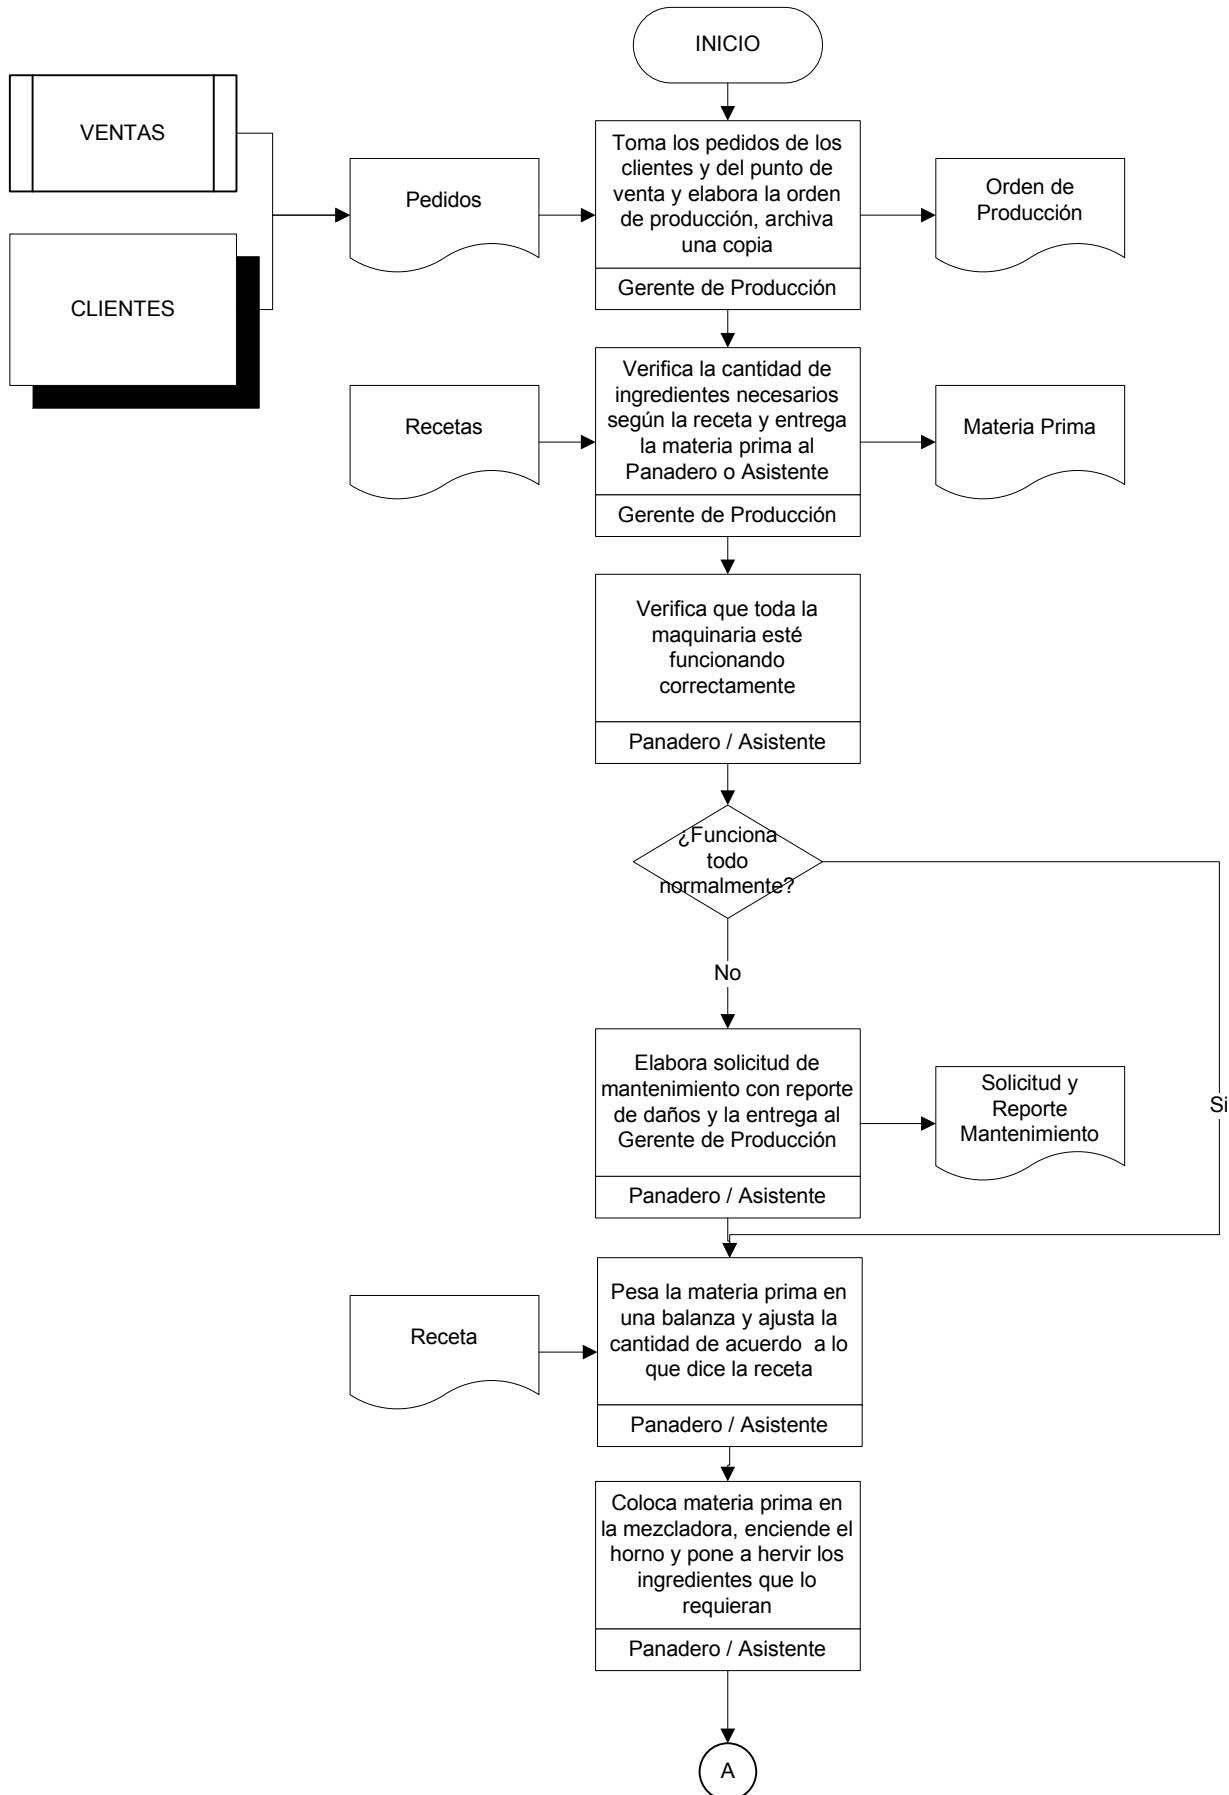 INICIO
VENTAS
CLIENTES
Pedidos
Toma los pedidos de los
clientes y del punto de
venta y elabora la orden
de producción, archiva
una copia
Gerente de Producción
Orden de
Producción
Recetas
Verifica la cantidad de
ingredientes necesarios
según la receta y entrega
la materia prima al
Panadero o Asistente
Gerente de Producción
Materia Prima
Verifica que toda la
maquinaria esté
funcionando
correctamente
Panadero / Asistente
¿Funciona
todo
normalmente?
No
Si
Elabora solicitud de
mantenimiento con reporte
de daños y la entrega al
Gerente de Producción
Panadero / Asistente
Solicitud y
Reporte
Mantenimiento
Receta
Pesa la materia prima en
una balanza y ajusta la
cantidad de acuerdo  a lo
que dice la receta
Panadero / Asistente
Coloca materia prima en
la mezcladora, enciende el
horno y pone a hervir los
ingredientes que lo
requieran
Panadero / Asistente
A